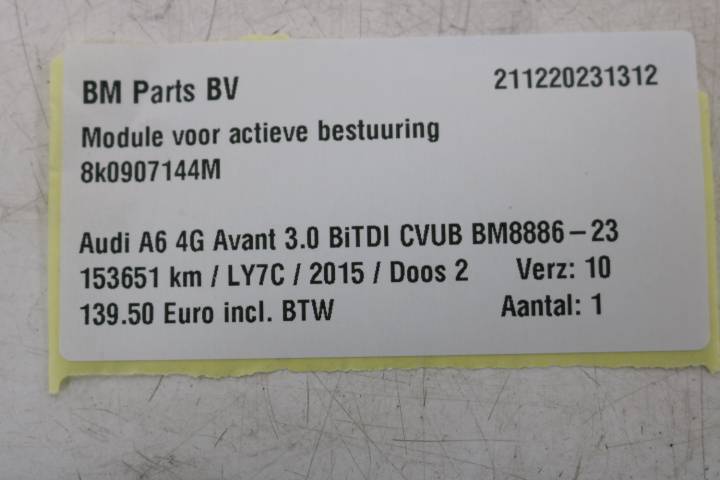 BM Parts BV 211220231312
Module voor actieve bestuuring
8k0907144M
Audi A6 4G Avant 3.0 BiTDI CVUB BM8886-23
153651 km / LY7C / 2015 / Doos 2 Verz: 10
139.50 Euro incl. BTW Aantal: 1